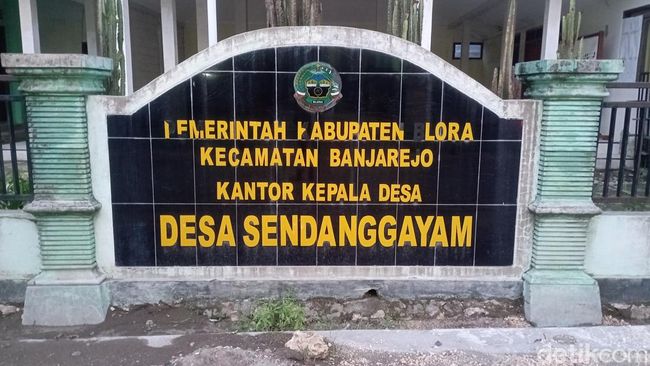 PEMERINTAH KABUPATEN BLORA
KECAMATAN BANJAREJO
KANTOR KEPALA DESA
DESA SENDANGGAYAM
detikcom